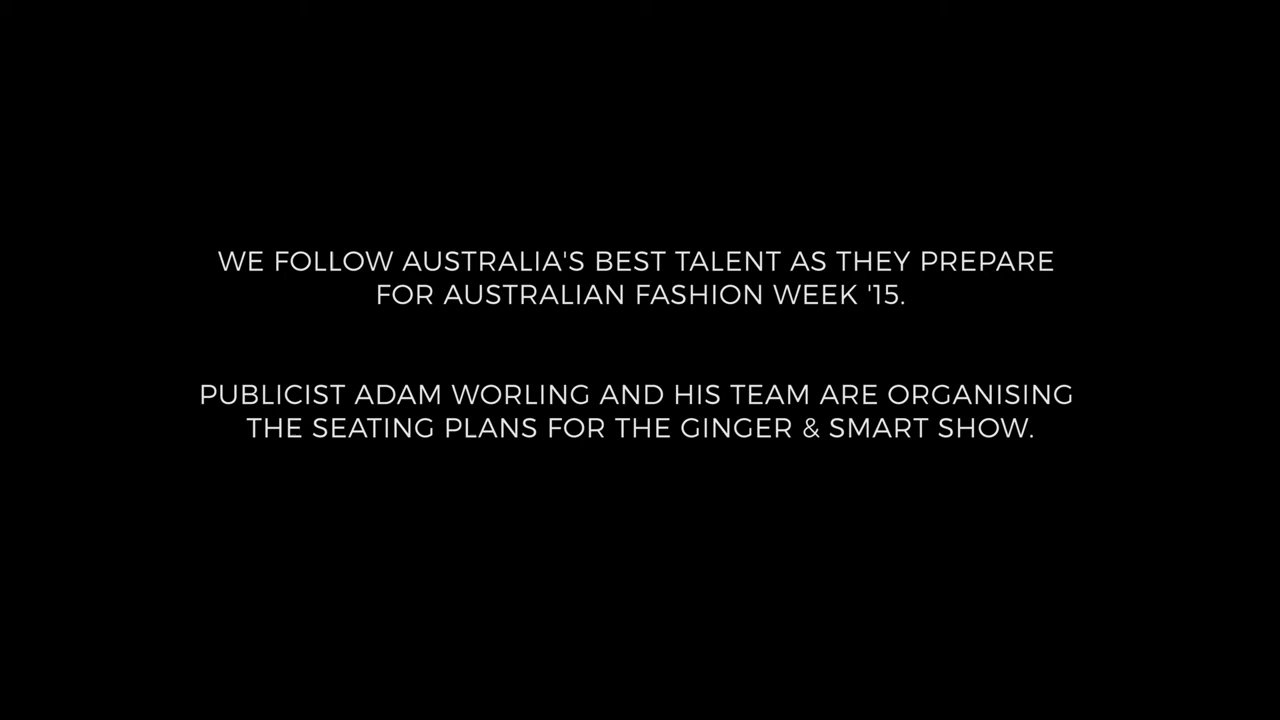 WE FOLLOW AUSTRALIA'S BEST TALENT AS THEY PREPARE
FOR AUSTRALIAN FASHION WEEK '15.
PUBLICIST ADAM WORLING AND HIS TEAM ARE ORGANISING
THE SEATING PLANS FOR THE GINGER & SMART SHOW.